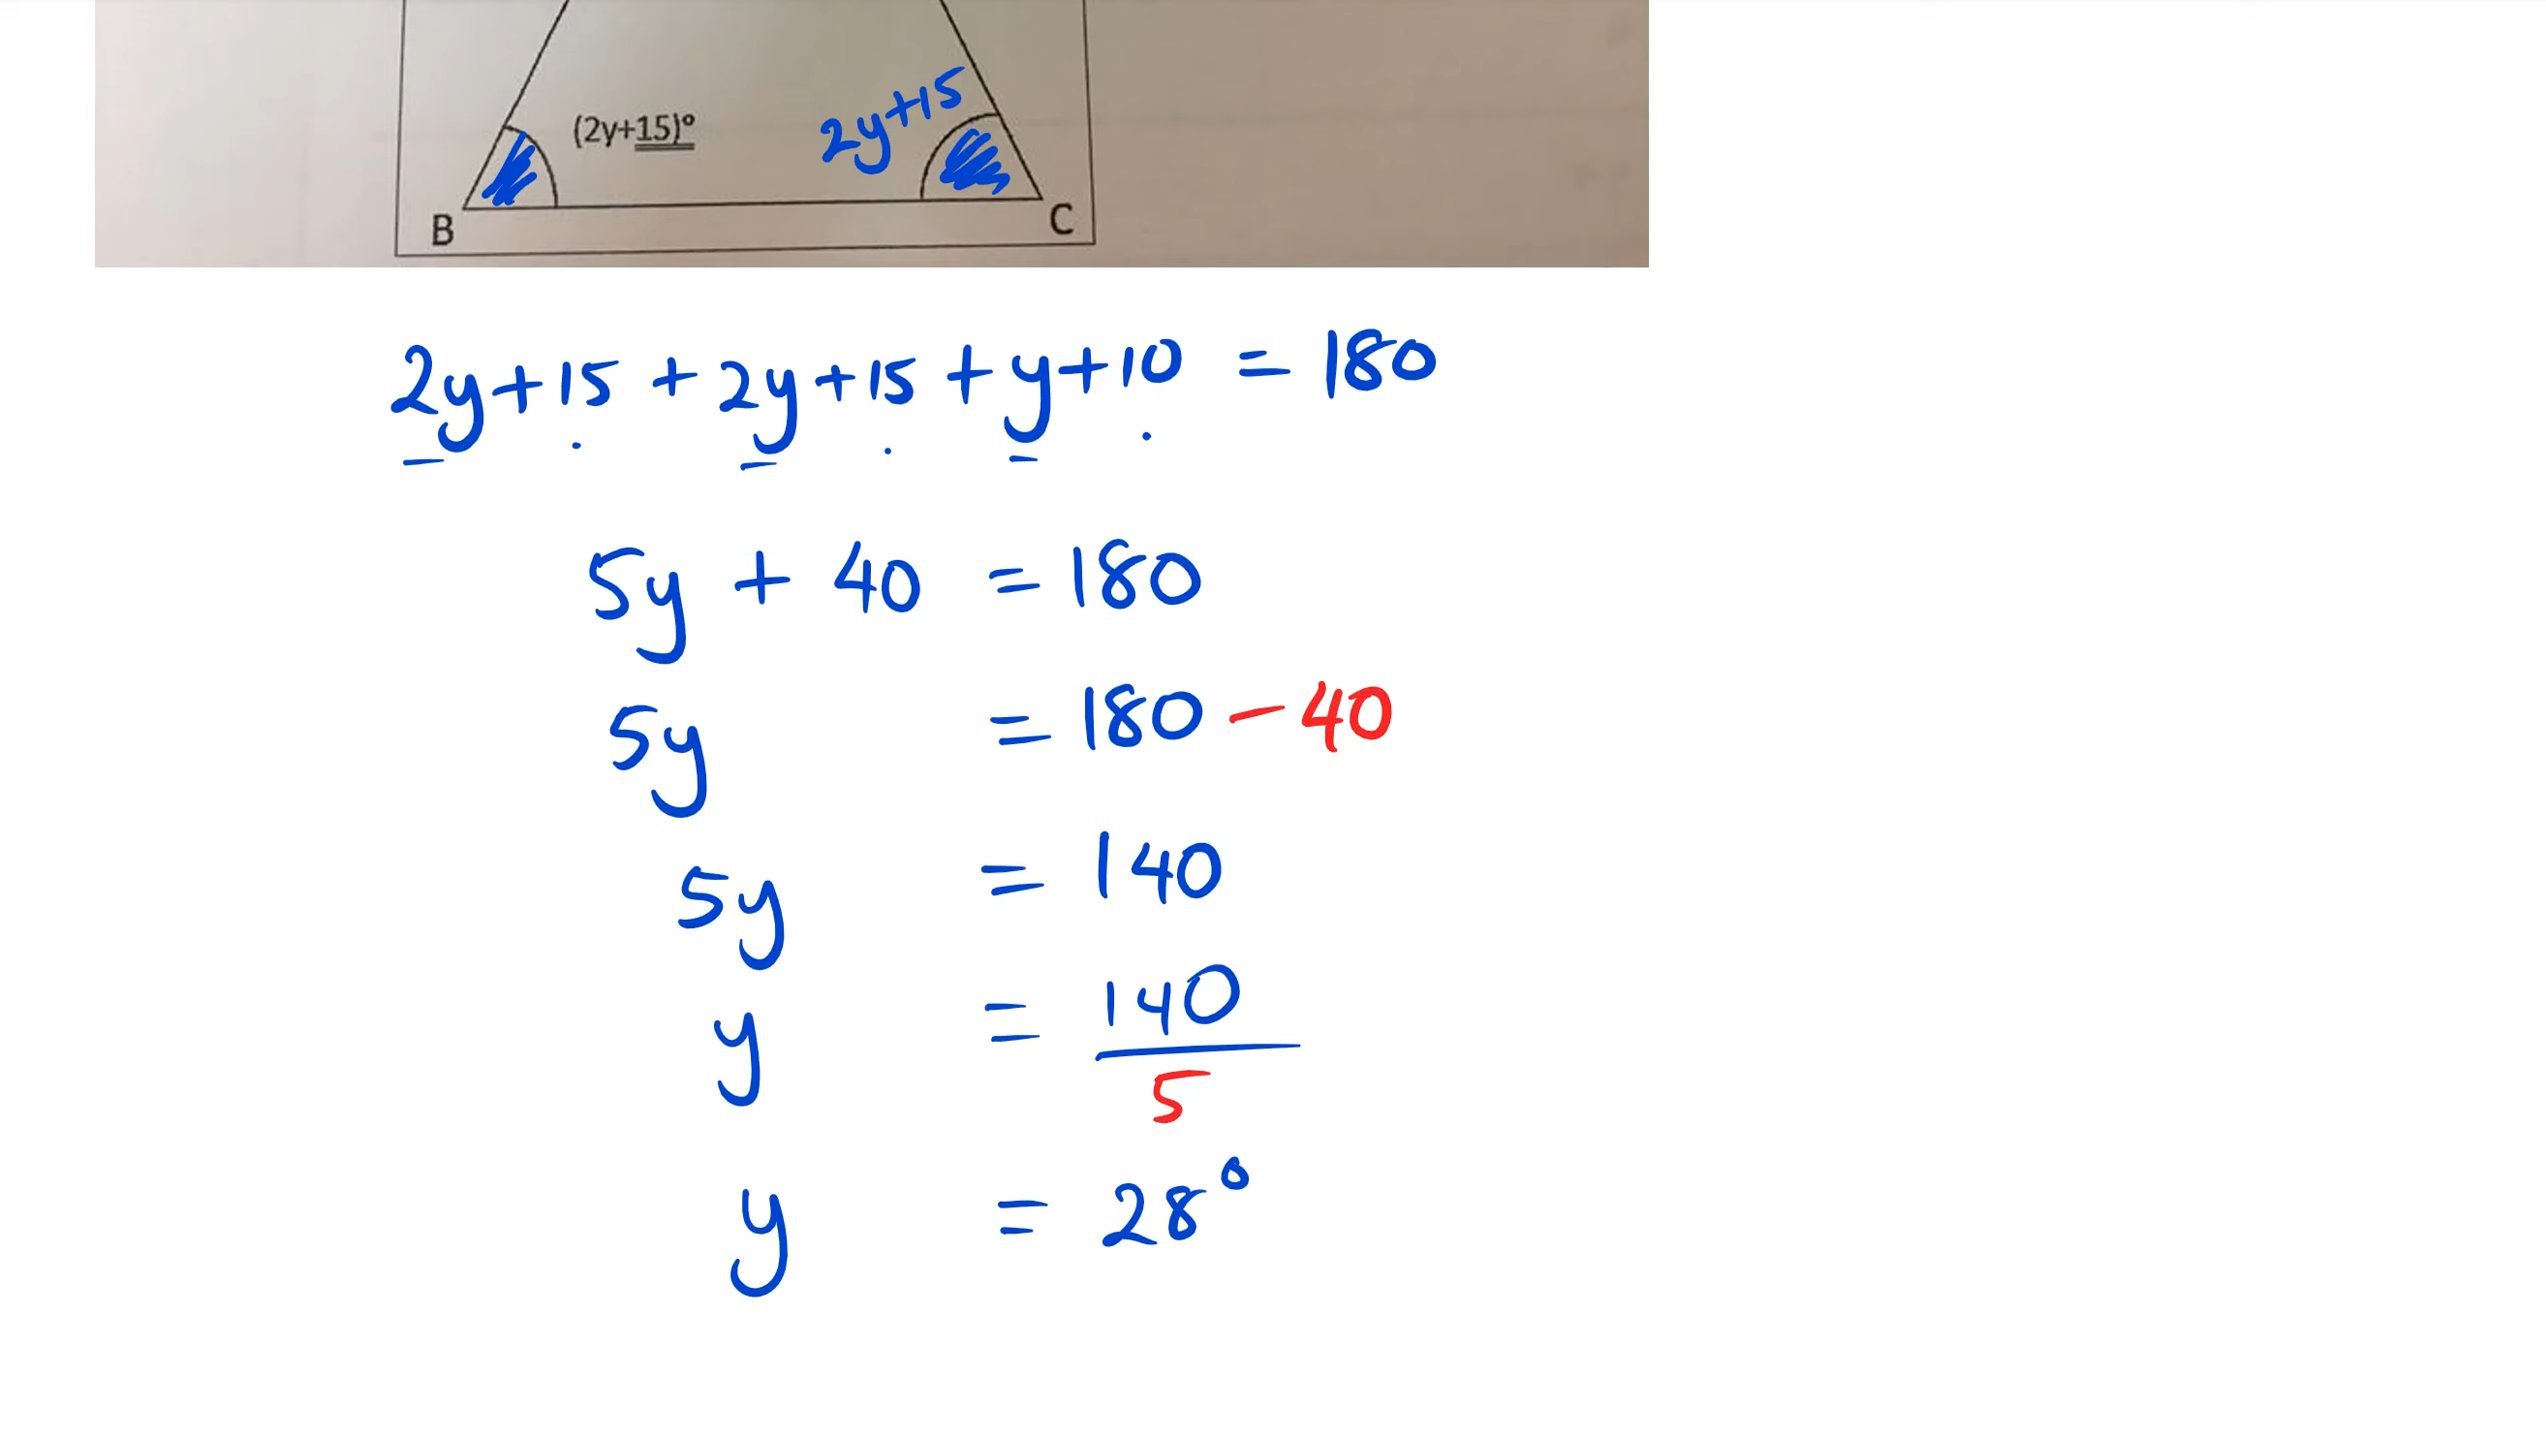 (2y+15)°
2y+15
B
C
2y+15 + 2y+15 + y+10 = 180
5y + 40 = 180
5y = 180 - 40
5y = 140
y = 140/5
y = 28°